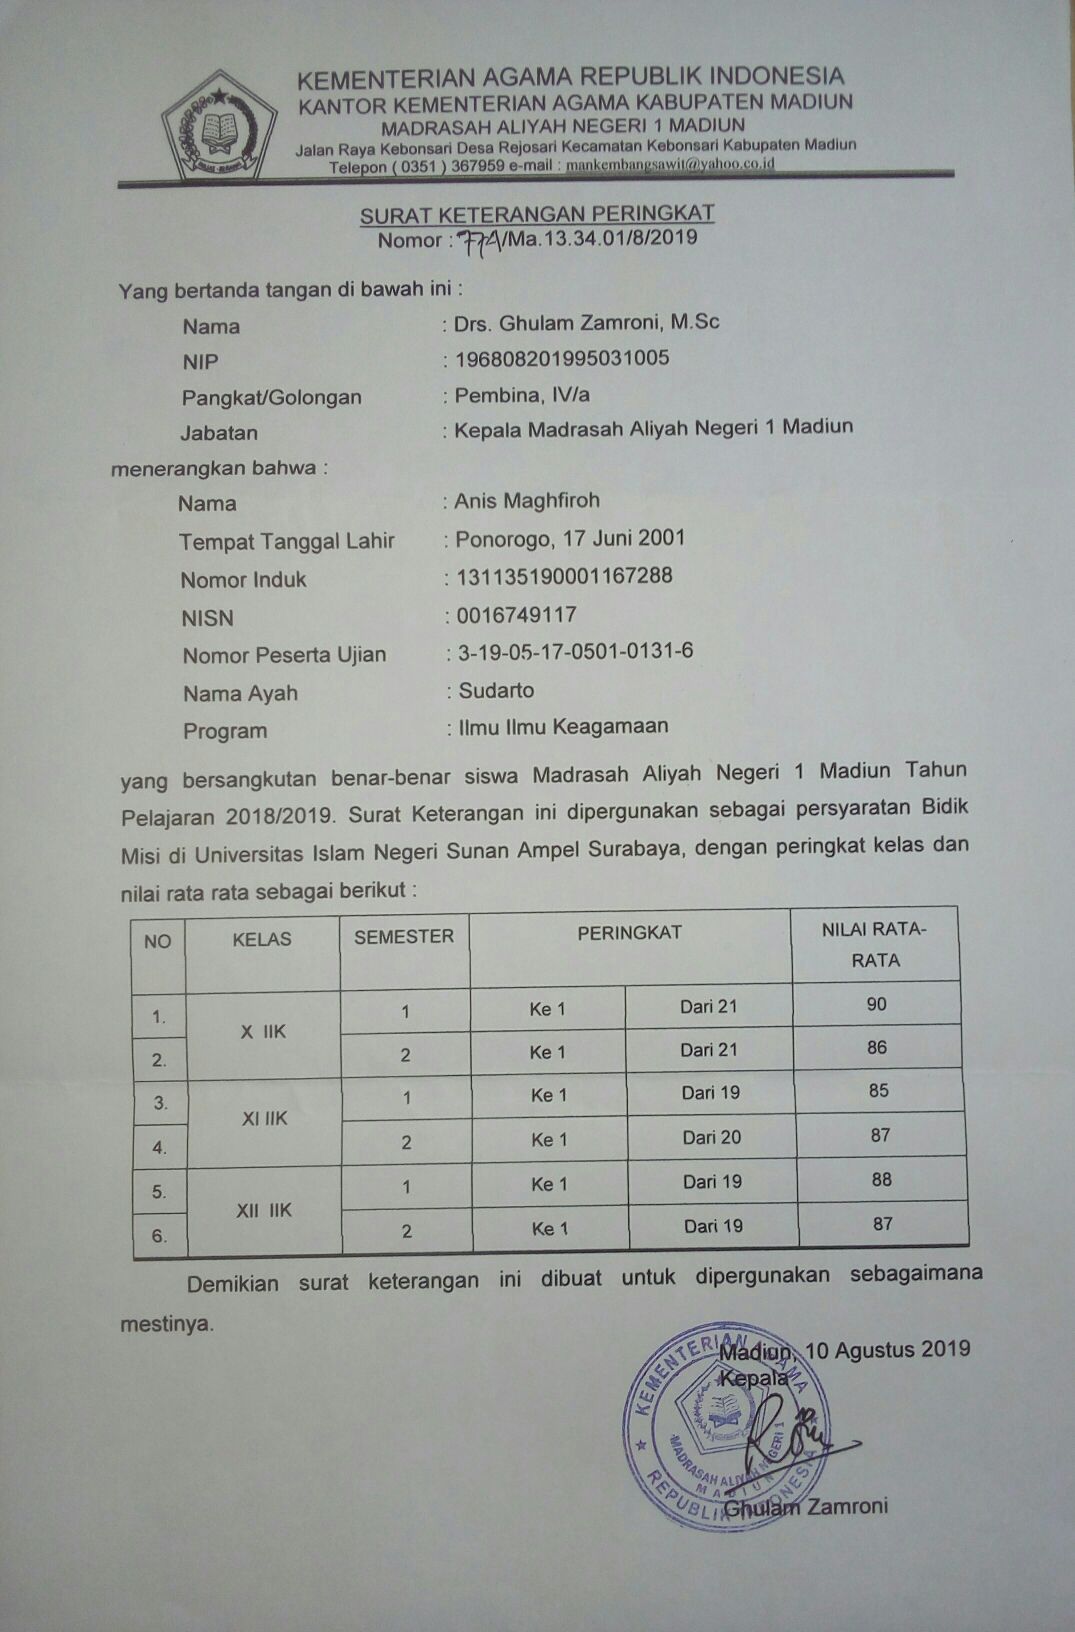 KEMENTERIAN AGAMA REPUBLIK INDONESIA
KANTOR KEMENTERIAN AGAMA KABUPATEN MADIUN
MADRASAH ALIYAH NEGERI 1 MADIUN
Jalan Raya Kebonsari Desa Rejosari Kecamatan Kebonsari Kabupaten Madiun
Telepon ( 0351 ) 367959 e-mail : mankembangsawit@yahoo.co.id
SURAT KETERANGAN PERINGKAT
Nomor : /Ma.13.34.01/8/2019
Yang bertanda tangan di bawah ini :
Nama : Drs. Ghulam Zamroni, M.Sc
NIP : 196808201995031005
Pangkat/Golongan : Pembina, IV/a
Jabatan : Kepala Madrasah Aliyah Negeri 1 Madiun
menerangkan bahwa :
Nama : Anis Maghfiroh
Tempat Tanggal Lahir : Ponorogo, 17 Juni 2001
Nomor Induk : 131135190001167288
NISN : 0016749117
Nomor Peserta Ujian : 3-19-05-17-0501-0131-6
Nama Ayah : Sudarto
Program : Ilmu Ilmu Keagamaan
yang bersangkutan benar-benar siswa Madrasah Aliyah Negeri 1 Madiun Tahun
Pelajaran 2018/2019. Surat Keterangan ini dipergunakan sebagai persyaratan Bidik
Misi di Universitas Islam Negeri Sunan Ampel Surabaya, dengan peringkat kelas dan
nilai rata rata sebagai berikut :
NO KELAS SEMESTER PERINGKAT NILAI RATA-
RATA
1. X IIK 1 Ke 1 Dari 21 90
2. 2 Ke 1 Dari 21 86
3. XI IIK 1 Ke 1 Dari 19 85
4. 2 Ke 1 Dari 20 87
5. XII IIK 1 Ke 1 Dari 19 88
6. 2 Ke 1 Dari 19 87
Demikian surat keterangan ini dibuat untuk dipergunakan sebagaimana
mestinya.
Madiun, 10 Agustus 2019
Kepala
KEMENTERIAN AGAMA
REPUBLIK INDONESIA
MADRASAH ALIYAH NEGERI 1
MADIUN
Ghulam Zamroni